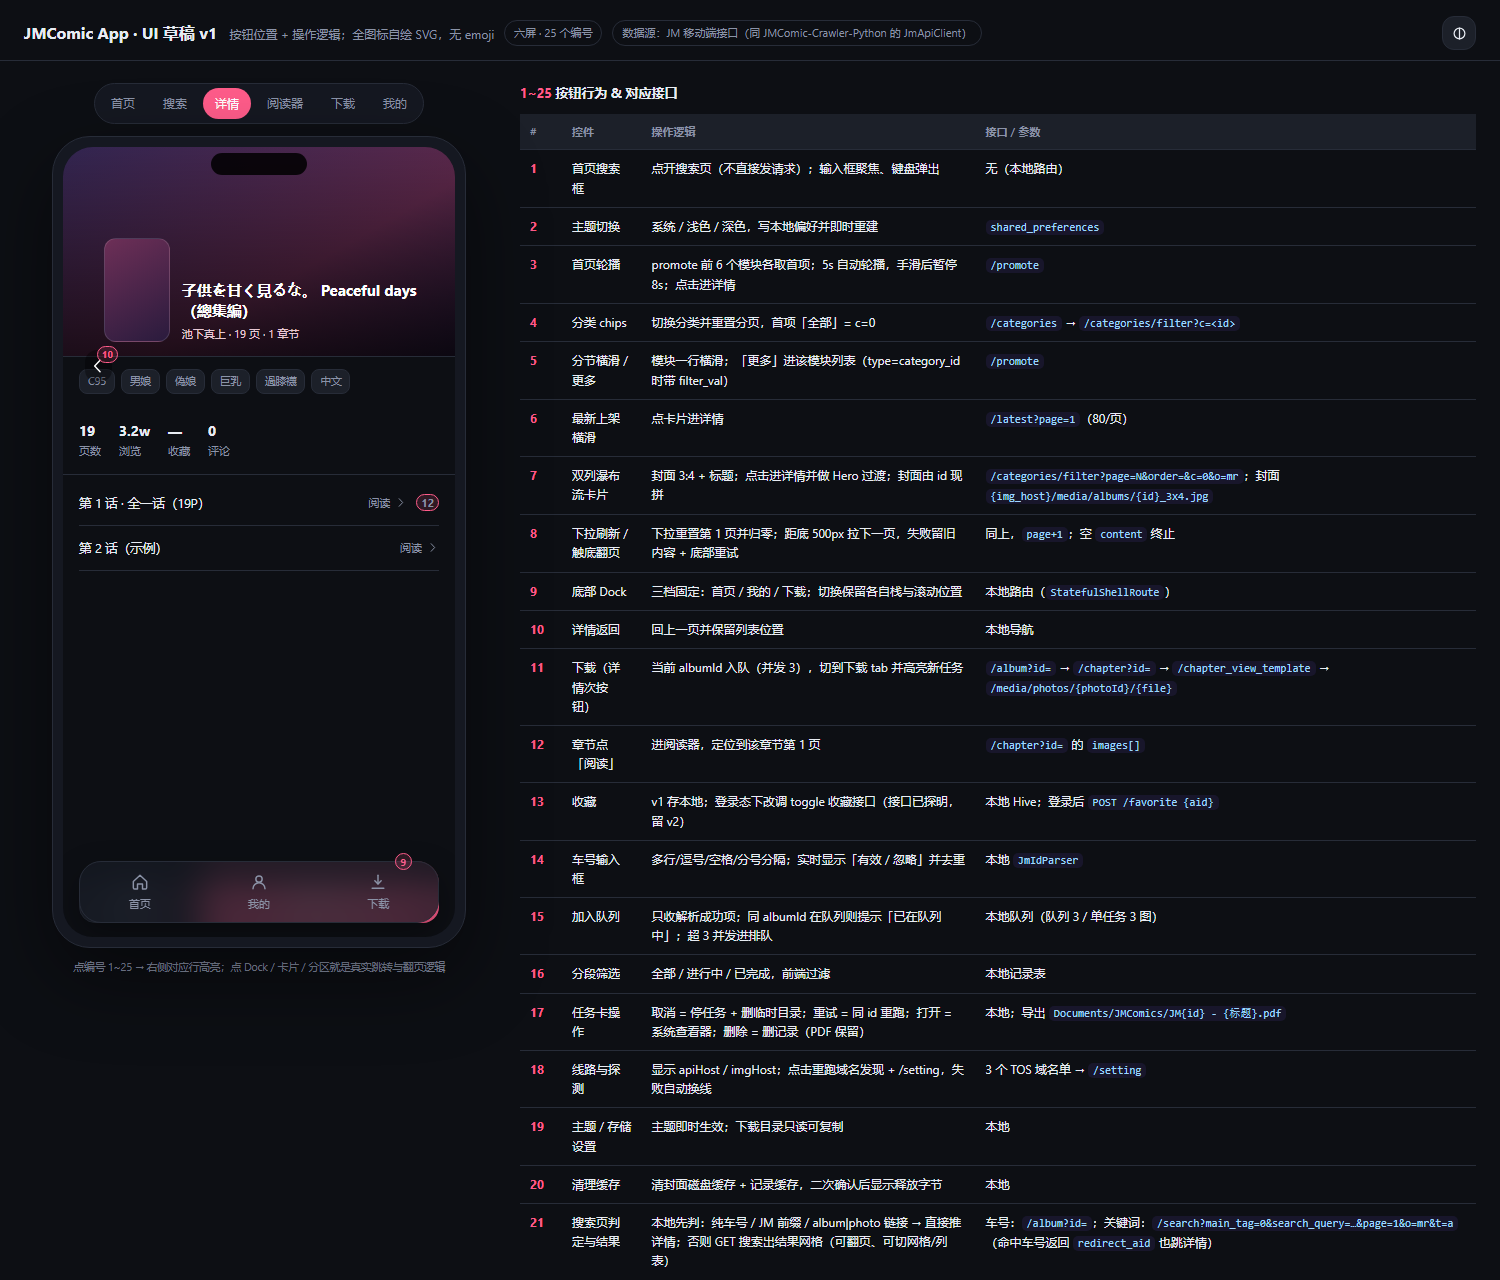 JMComic App · UI 草稿 v1 按钮位置 + 操作逻辑；全图标自绘 SVG，无 emoji 六屏 · 25 个编号 数据源：JM 移动端接口（同 JMComic-Crawler-Python 的 JmApiClient）
首页 搜索 详情 阅读器 下载 我的
子供を甘く見るな。 Peaceful days
（總集編）
池下真上 · 19 页 · 1 章节
10
C95 男娘 偽娘 巨乳 過膝襪 中文
19 3.2w — 0
页数 浏览 收藏 评论
第 1 话 · 全一话（19P） 阅读 12
第 2 话（示例） 阅读
9
首页 我的 下载
点编号 1~25 → 右侧对应行高亮；点 Dock / 卡片 / 分区就是真实跳转与翻页逻辑
1~25 按钮行为 & 对应接口
# 控件 操作逻辑 接口 / 参数
1 首页搜索 点开搜索页（不直接发请求）；输入框聚焦、键盘弹出 无（本地路由）
框
2 主题切换 系统 / 浅色 / 深色，写本地偏好并即时重建 shared_preferences
3 首页轮播 promote 前 6 个模块各取首项；5s 自动轮播，手滑后暂停 /promote
8s；点击进详情
4 分类 chips 切换分类并重置分页，首项「全部」= c=0 /categories → /categories/filter?c=<id>
5 分节横滑 / 模块一行横滑；「更多」进该模块列表（type=category_id /promote
更多 时带 filter_val）
6 最新上架 点卡片进详情 /latest?page=1 （80/页）
横滑
7 双列瀑布 封面 3:4 + 标题；点击进详情并做 Hero 过渡；封面由 id 现 /categories/filter?page=N&order=&c=0&o=mr ；封面
流卡片 拼 {img_host}/media/albums/{id}_3x4.jpg
8 下拉刷新 / 下拉重置第 1 页并归零；距底 500px 拉下一页，失败留旧 同上， page+1 ；空 content 终止
触底翻页 内容 + 底部重试
9 底部 Dock 三档固定：首页 / 我的 / 下载；切换保留各自栈与滚动位置 本地路由（ StatefulShellRoute ）
10 详情返回 回上一页并保留列表位置 本地导航
11 下载（详 当前 albumId 入队（并发 3），切到下载 tab 并高亮新任务 /album?id= → /chapter?id= → /chapter_view_template →
情次按 /media/photos/{photoId}/{file}
钮）
12 章节点 进阅读器，定位到该章节第 1 页 /chapter?id= 的 images[]
「阅读」
13 收藏 v1 存本地；登录态下改调 toggle 收藏接口（接口已探明， 本地 Hive；登录后 POST /favorite {aid}
留 v2）
14 车号输入 多行/逗号/空格/分号分隔；实时显示「有效 / 忽略」并去重 本地 JmIdParser
框
15 加入队列 只收解析成功项；同 albumId 在队列则提示「已在队列 本地队列（队列 3 / 单任务 3 图）
中」；超 3 并发进排队
16 分段筛选 全部 / 进行中 / 已完成，前端过滤 本地记录表
17 任务卡操 取消 = 停任务 + 删临时目录；重试 = 同 id 重跑；打开 = 本地；导出 Documents/JMComics/JM{id} - {标题}.pdf
作 系统查看器；删除 = 删记录（PDF 保留）
18 线路与探 显示 apiHost / imgHost；点击重跑域名发现 + /setting，失 3 个 TOS 域名单 → /setting
测 败自动换线
19 主题 / 存储 主题即时生效；下载目录只读可复制 本地
设置
20 清理缓存 清封面磁盘缓存 + 记录缓存，二次确认后显示释放字节 本地
21 搜索页判 本地先判：纯车号 / JM 前缀 / album|photo 链接 → 直接推 车号： /album?id= ；关键词： /search?main_tag=0&search_query=…&page=1&o=mr&t=a
定与结果 详情；否则 GET 搜索出结果网格（可翻页、可切网格/列 （命中车号返回 redirect_aid 也跳详情）
表）